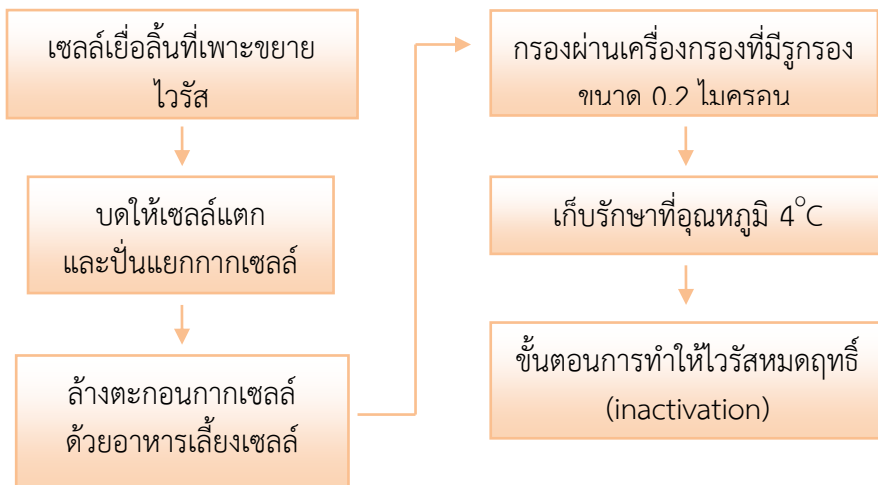 เซลล์เยื่อลิ้นที่เพาะขยาย
ไวรัส
บดให้เซลล์แตก
และปั่นแยกกากเซลล์
ล้างตะกอนกากเซลล์
ด้วยอาหารเลี้ยงเซลล์
กรองผ่านเครื่องกรองที่มีรูกรอง
ขนาด 0.2 ไมครอน
เก็บรักษาที่อุณหภูมิ 4°C
ขั้นตอนการทำให้ไวรัสหมดฤทธิ์
(inactivation)